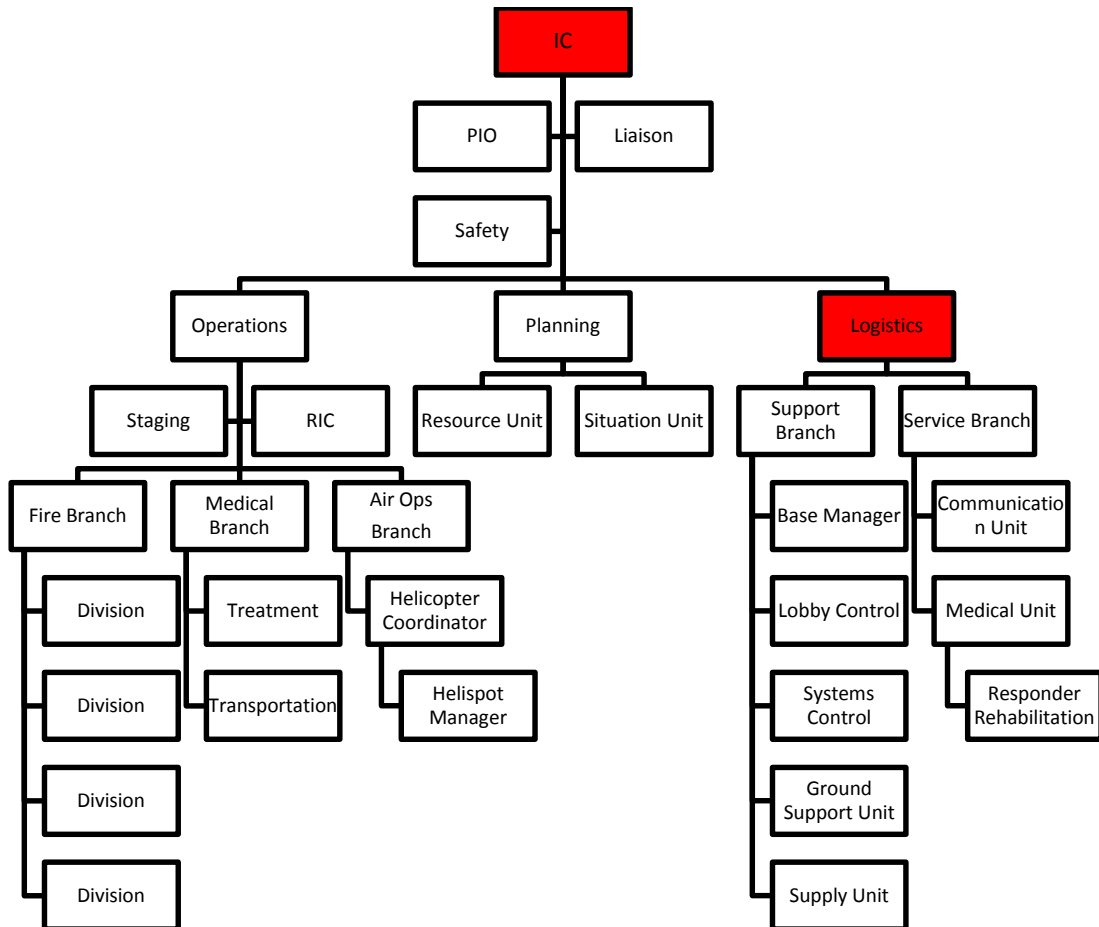 IC
PIO
Liaison
Safety
Operations
Planning
Logistics
Staging
RIC
Resource Unit
Situation Unit
Support
Branch
Service Branch
Fire Branch
Medical
Branch
Air Ops
Branch
Base Manager
Communicatio
n Unit
Division
Treatment
Helicopter
Coordinator
Lobby Control
Medical Unit
Division
Transportation
Helispot
Manager
Systems
Control
Responder
Rehabilitation
Division
Ground
Support Unit
Division
Supply Unit